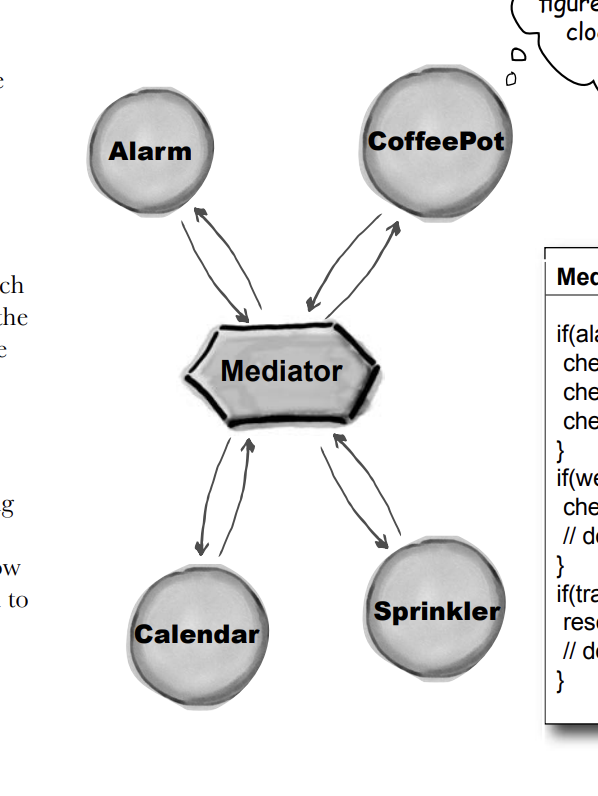 figure
clo
Alarm
CoffeePot
ch
the
Mediator
Calendar
Sprinkler
ow
to
Med
if(ala
che
che
che
}
if(we
che
// do
}
if(tra
rese
// do
}